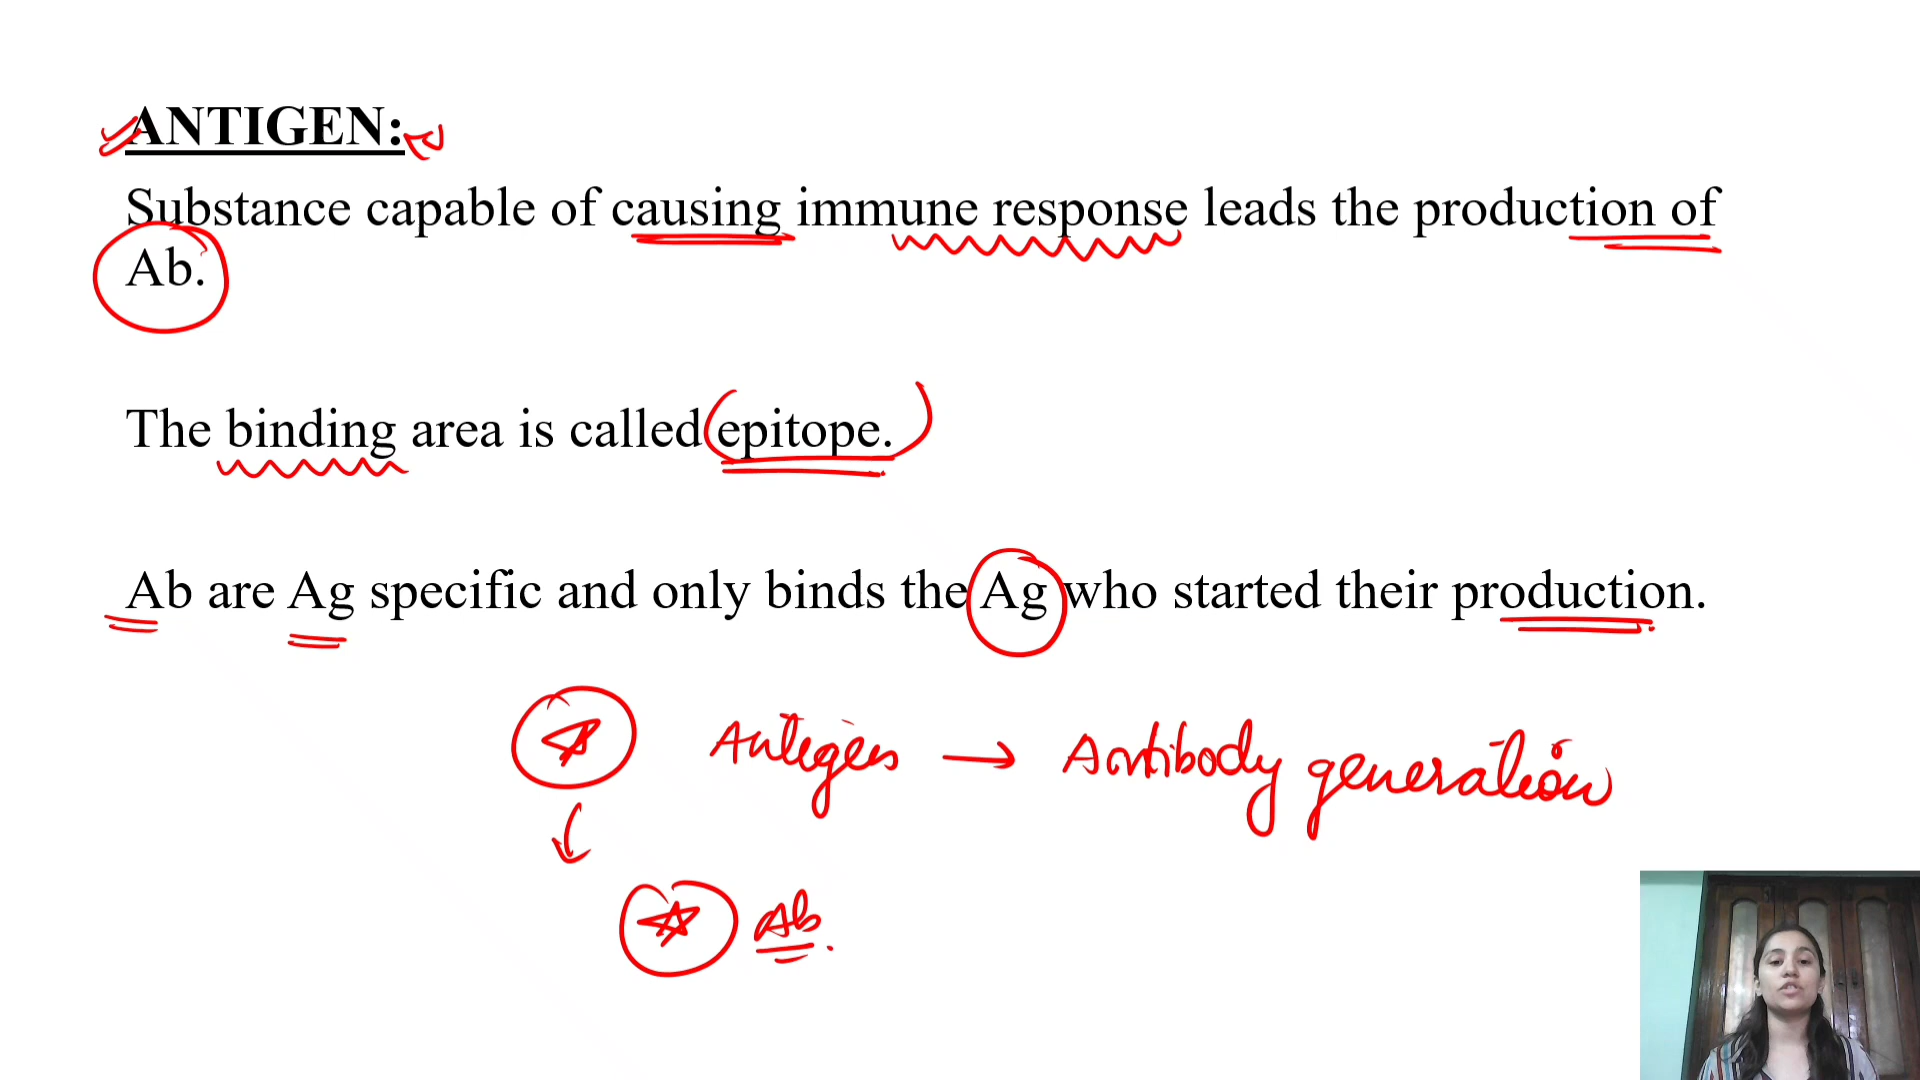 ANTIGEN:
Substance capable of causing immune response leads the production of
Ab.
The binding area is called epitope.
Ab are Ag specific and only binds the Ag who started their production.
Antigen → Antibody generation
Ab.